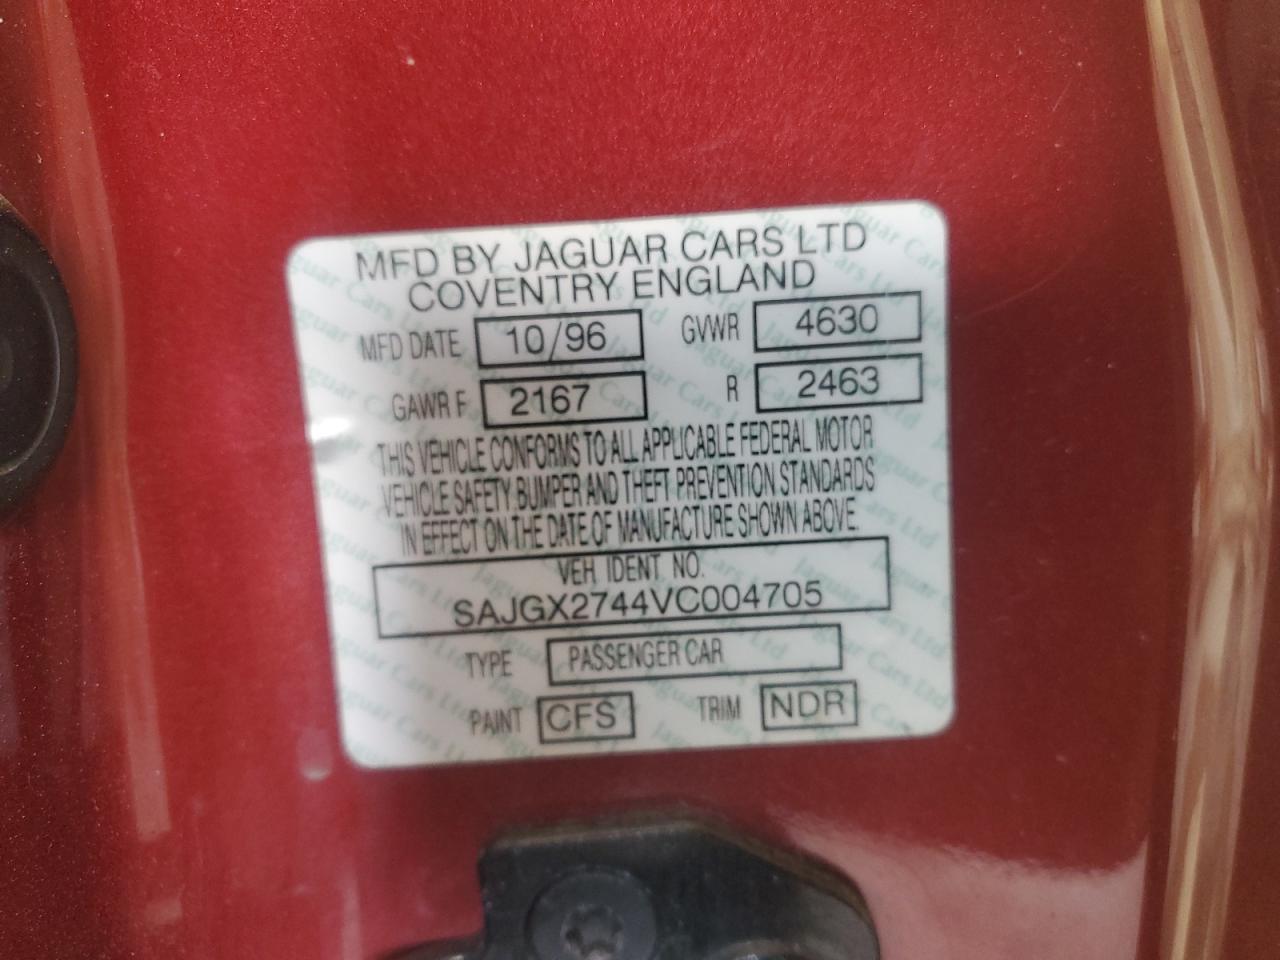 MFD BY JAGUAR CARS LTD
COVENTRY ENGLAND
MFD DATE 10/96 GVWR 4630
GAWR F 2167 R 2463
THIS VEHICLE CONFORMS TO ALL APPLICABLE FEDERAL MOTOR
VEHICLE SAFETY BUMPER AND THEFT PREVENTION STANDARDS
IN EFFECT ON THE DATE OF MANUFACTURE SHOWN ABOVE.
VEH IDENT NO.
SAJGX2744VC004705
TYPE PASSENGER CAR
PAINT CFS TRIM NDR